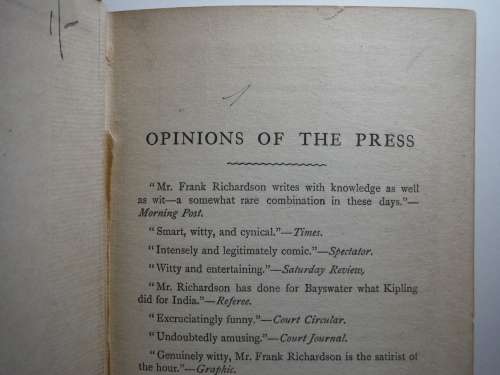 1/-
OPINIONS OF THE PRESS
"Mr. Frank Richardson writes with knowledge as well
as wit—a somewhat rare combination in these days."—
Morning Post.
"Smart, witty, and cynical."—Times.
"Intensely and legitimately comic."—Spectator.
"Witty and entertaining."—Saturday Review,
"Mr. Richardson has done for Bayswater what Kipling
did for India."—Referee.
"Excruciatingly funny."—Court Circular.
"Undoubtedly amusing."—Court Journal.
"Genuinely witty, Mr. Frank Richardson is the satirist of
the hour."—Graphic.